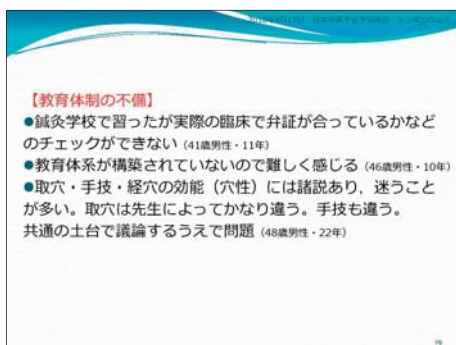 【教育体制の不備】
●鍼灸学校で習ったが実際の臨床で弁証が合っているかなど
のチェックができない（41歳男性・11年）
●教育体系が構築されていないので難しく感じる（46歳男性・10年）
●取穴・手技・経穴の効能（穴性）には諸説あり，迷うこと
が多い。取穴は先生によってかなり違う。手技も違う。
共通の土台で議論するうえで問題（48歳男性・22年）